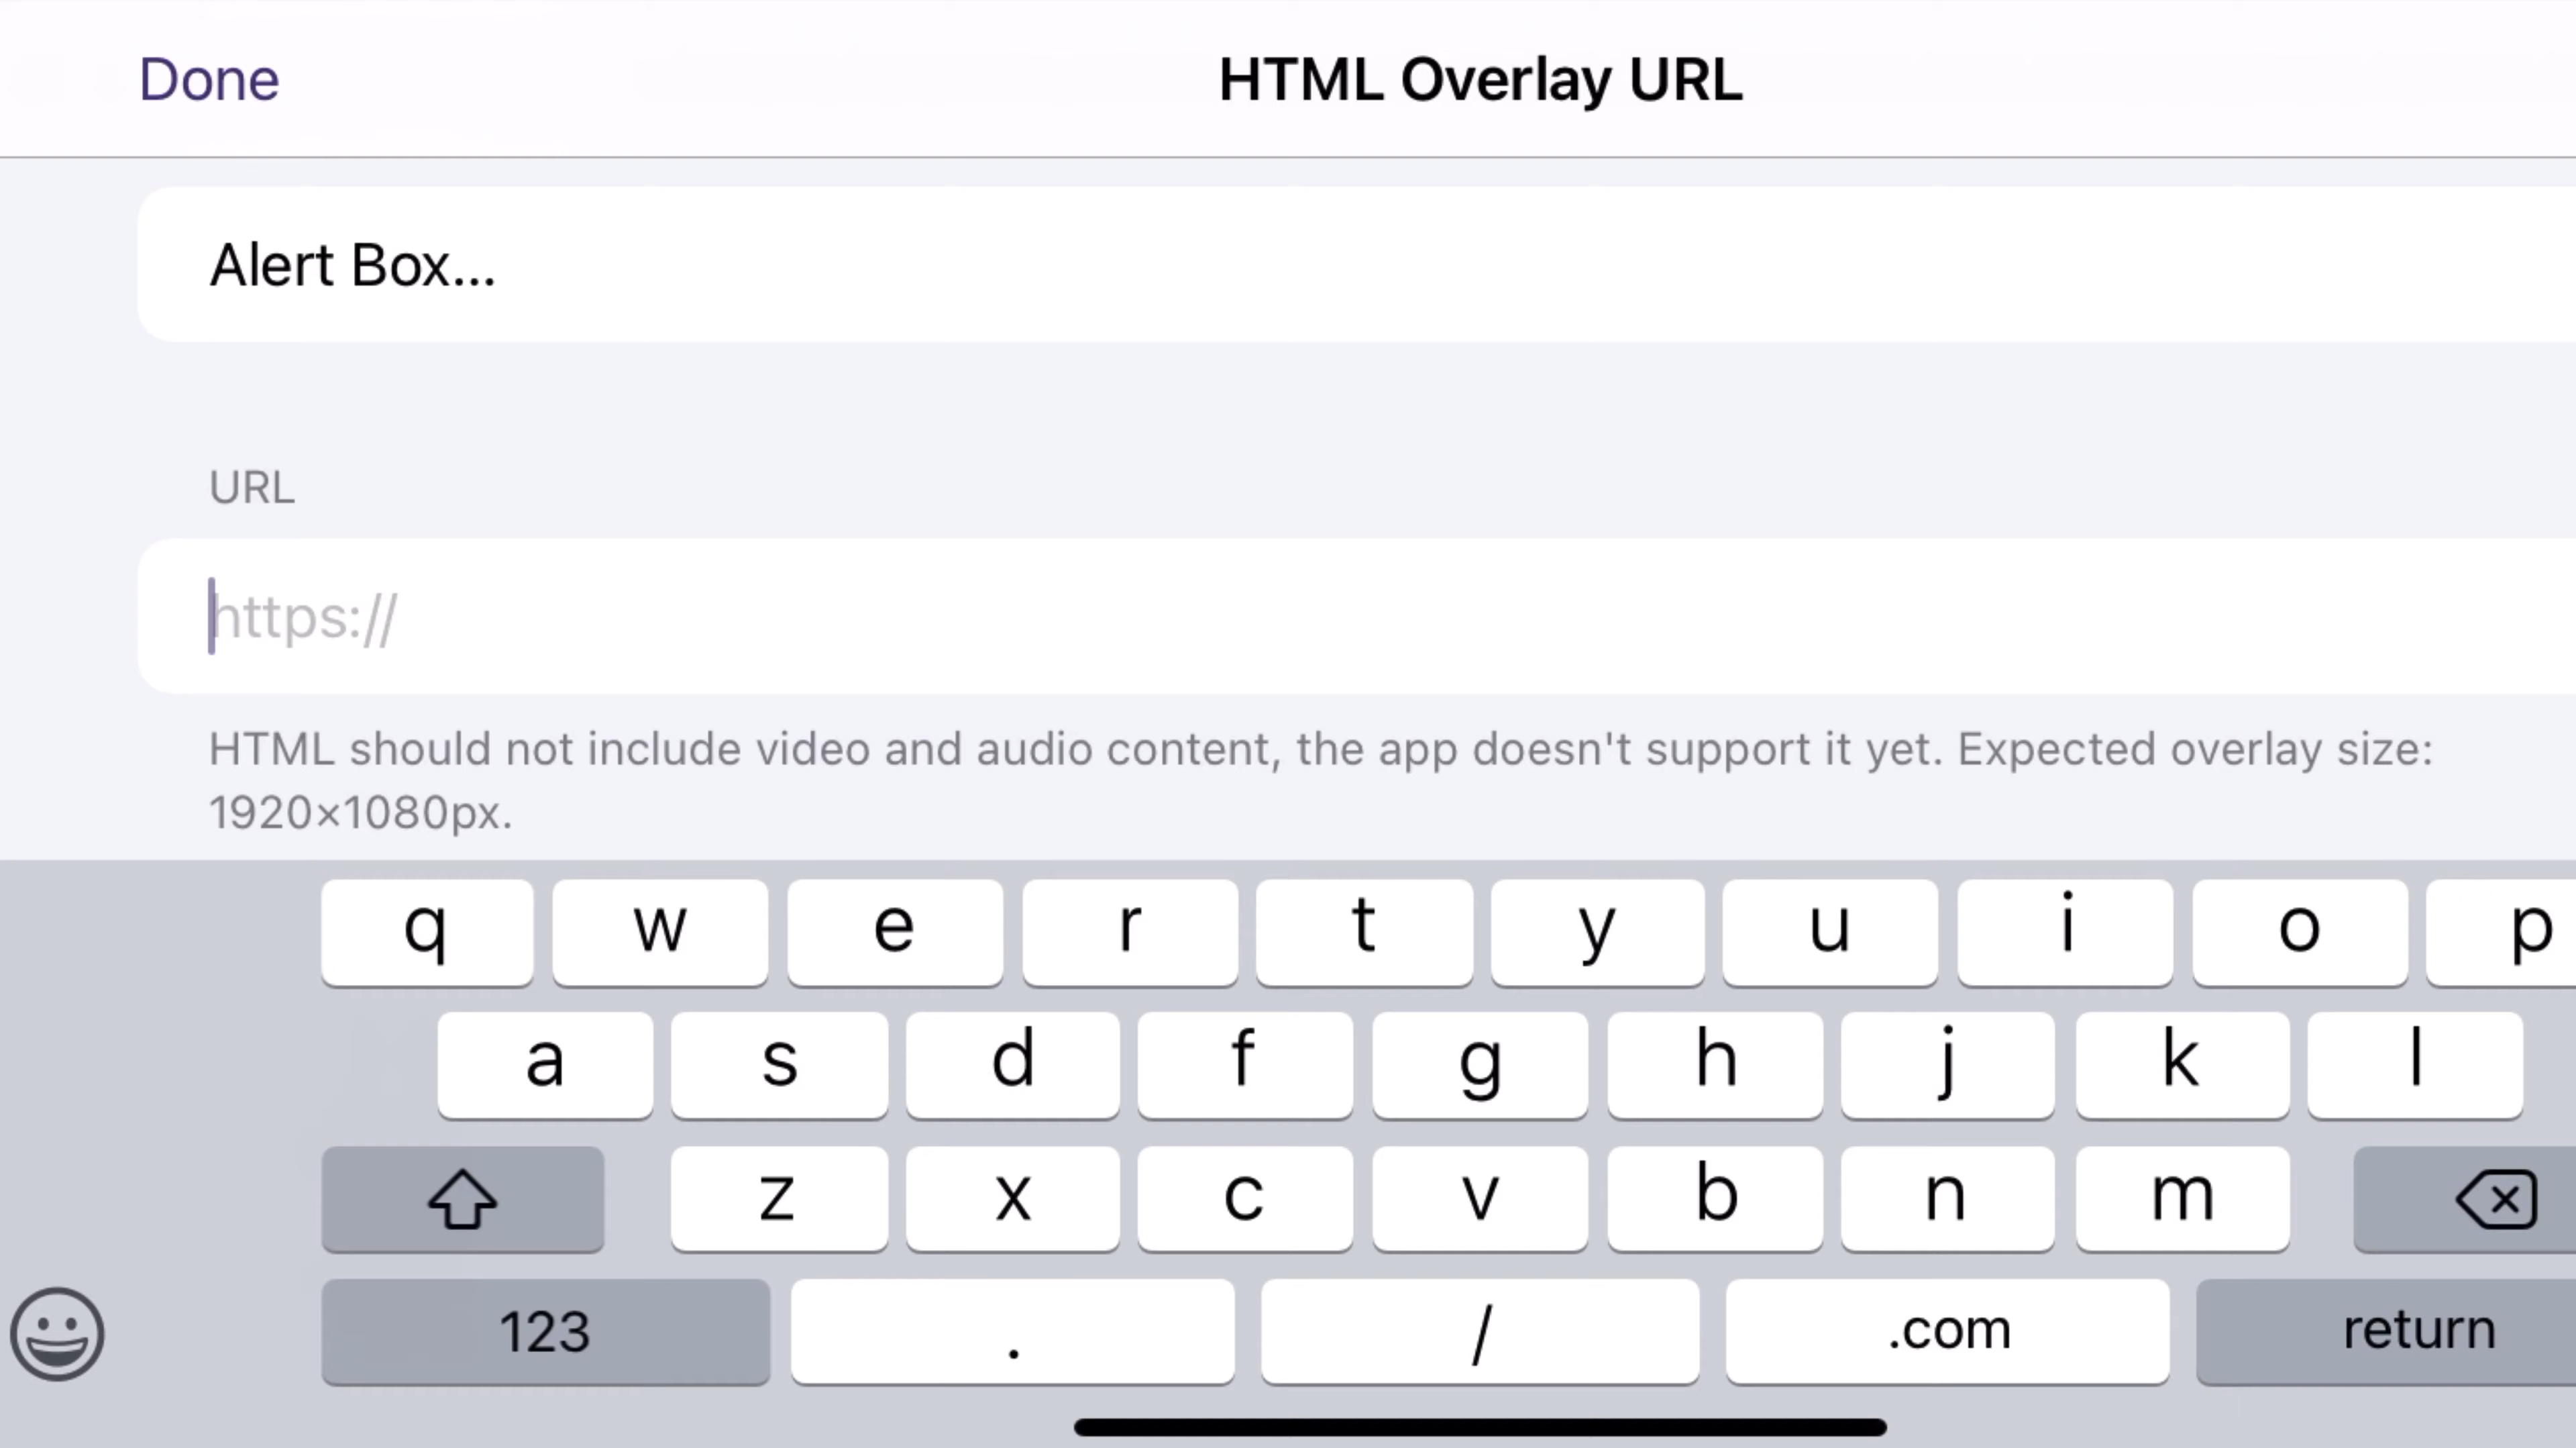 Done
HTML Overlay URL
Alert Box...
URL
https://
HTML should not include video and audio content, the app doesn't support it yet. Expected overlay size:
1920×1080px.
q w e r t y u i o p
a s d f g h j k l
z x c v b n m
123 . / .com return